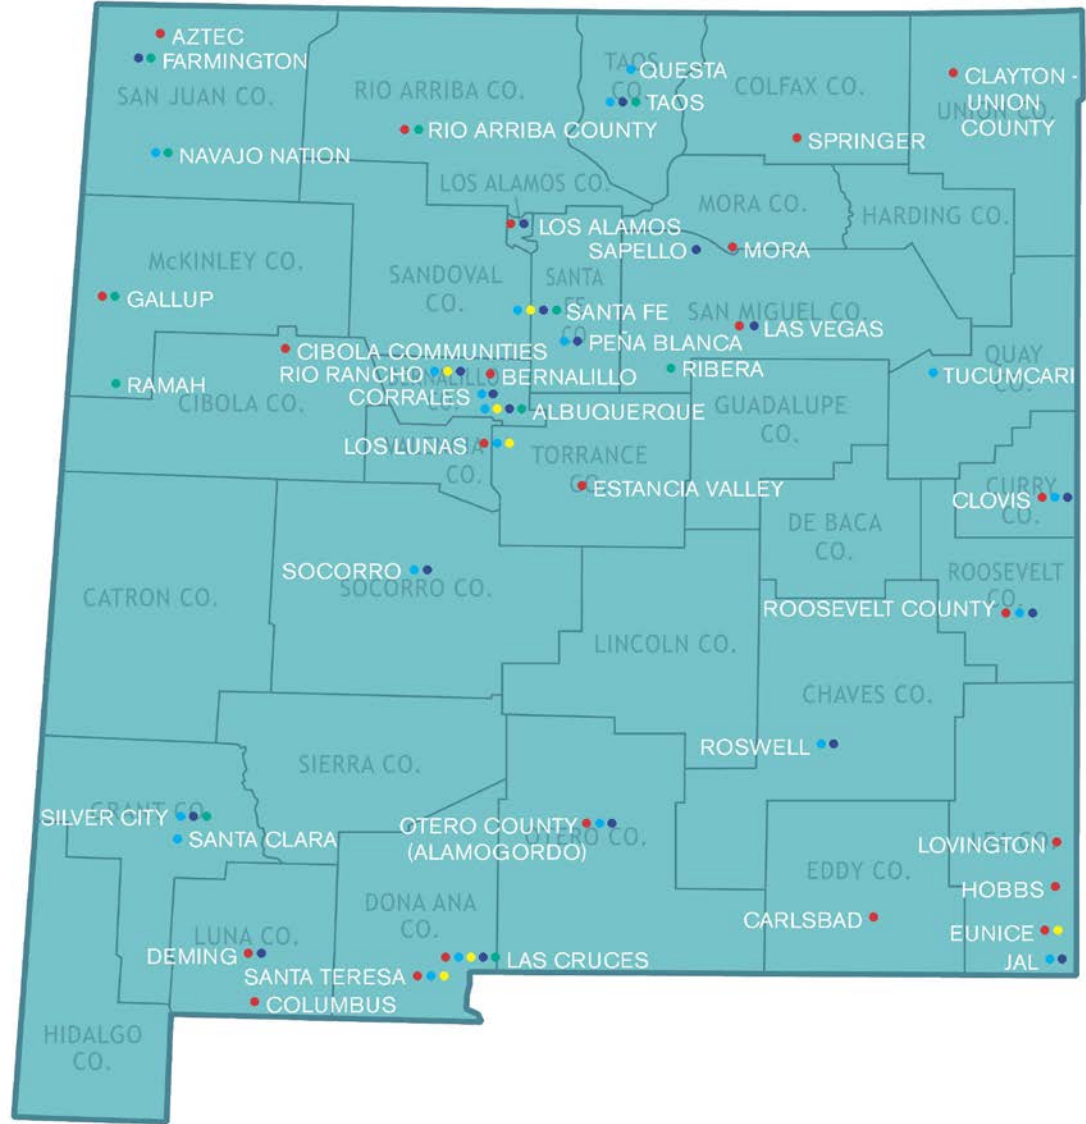 AZTEC
FARMINGTON
SAN JUAN CO.
NAVAJO NATION
RIO ARRIBA CO.
RIO ARRIBA COUNTY
TAOS
CO.
QUESTA
TAOS
COLFAX CO.
SPRINGER
CLAYTON -
UNION
COUNTY
UNION CO.
LOS ALAMOS CO.
LOS ALAMOS
SAPELLO
MORA CO.
MORA
HARDING CO.
McKINLEY CO.
GALLUP
SANDOVAL
CO.
SANTA
FE
CO.
SANTA FE
PEÑA BLANCA
SAN MIGUEL CO.
LAS VEGAS
RIBERA
QUAY
CO.
TUCUMCARI
CIBOLA COMMUNITIES
RIO RANCHO
BERNALILLO
CO.
BERNALILLO
CORRALES
ALBUQUERQUE
RAMAH
CIBOLA CO.
LOS LUNAS
CO.
TORRANCE
CO.
ESTANCIA VALLEY
GUADALUPE
CO.
CLOVIS
CURRY
CO.
DE BACA
CO.
ROOSEVELT
CO.
ROOSEVELT COUNTY
CATRON CO.
SOCORRO
SOCORRO CO.
LINCOLN CO.
CHAVES CO.
ROSWELL
SIERRA CO.
GRANT CO.
SILVER CITY
SANTA CLARA
OTERO COUNTY
(ALAMOGORDO)
OTERO CO.
EDDY CO.
CARLSBAD
LEA CO.
LOVINGTON
HOBBS
EUNICE
JAL
DONA ANA
CO.
LAS CRUCES
SANTA TERESA
LUNA CO.
DEMING
COLUMBUS
HIDALGO
CO.